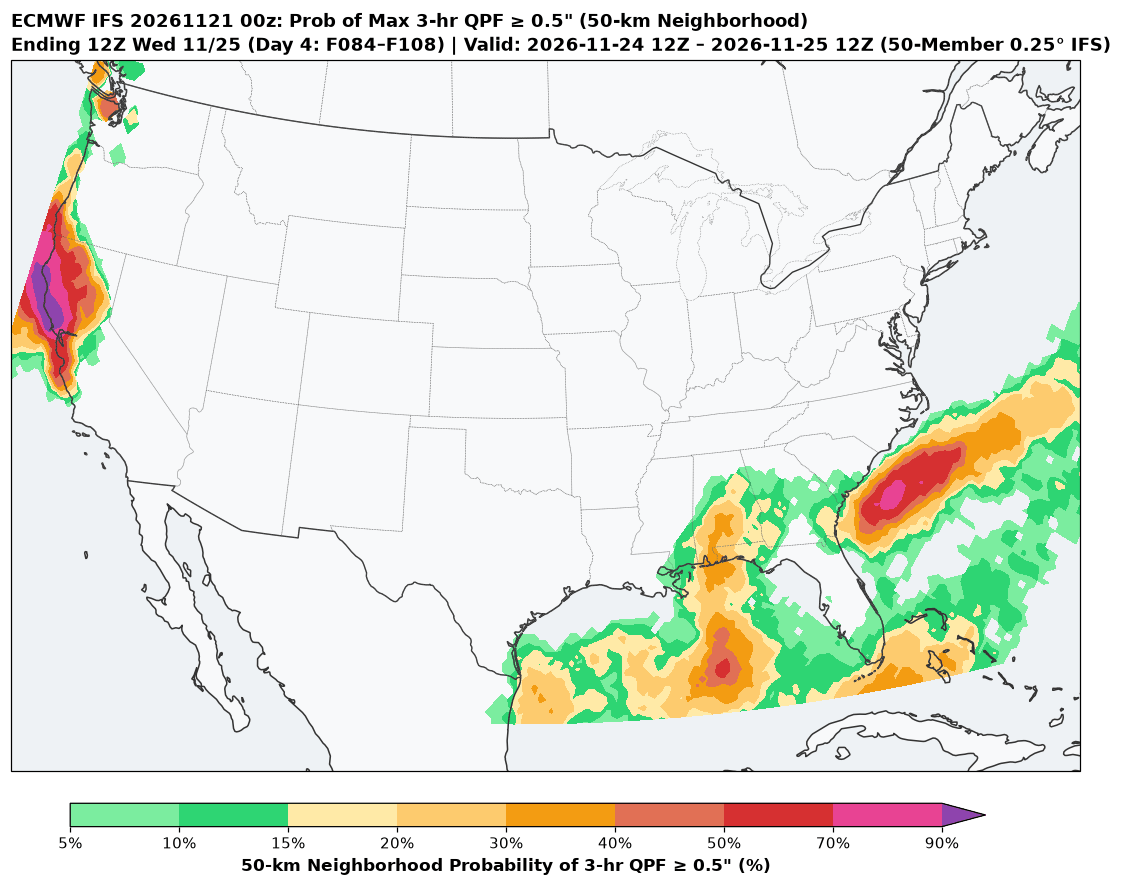 ECMWF IFS 20261121 00z: Prob of Max 3-hr QPF ≥ 0.5" (50-km Neighborhood)
Ending 12Z Wed 11/25 (Day 4: F084–F108) | Valid: 2026-11-24 12Z – 2026-11-25 12Z (50-Member 0.25° IFS)
5% 10% 15% 20% 30% 40% 50% 70% 90%
50-km Neighborhood Probability of 3-hr QPF ≥ 0.5" (%)